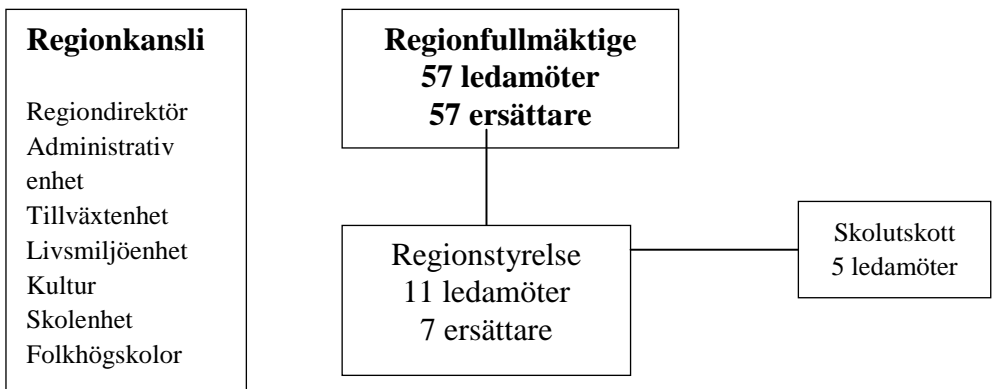 Regionkansli
Regiondirektör
Administrativ
enhet
Tillväxtenhet
Livsmiljöenhet
Kultur
Skolenhet
Folkhögskolor
Regionfullmäktige
57 ledamöter
57 ersättare
Regionstyrelse
11 ledamöter
7 ersättare
Skolutskott
5 ledamöter